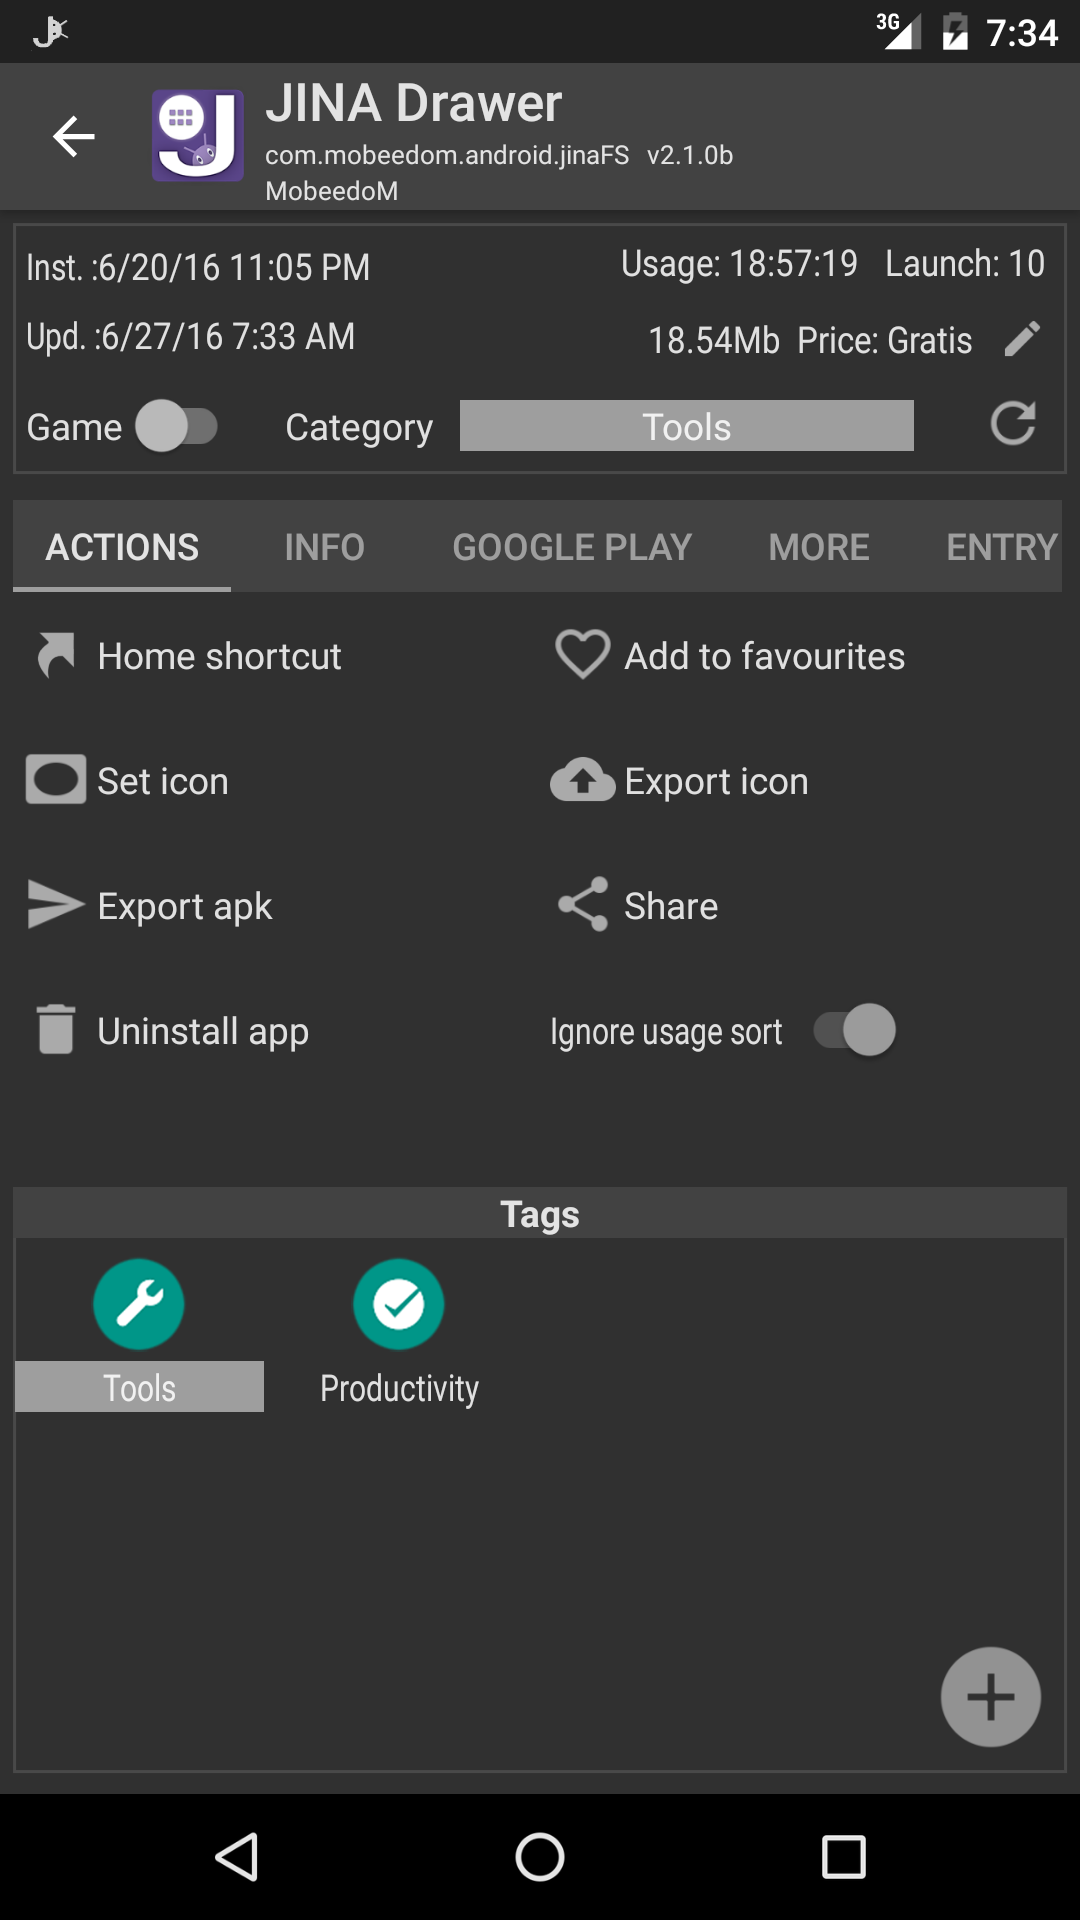 3G 7:34
JINA Drawer
com.mobeedom.android.jinaFS v2.1.0b
MobeedoM
Inst. :6/20/16 11:05 PM Usage: 18:57:19 Launch: 10
Upd. :6/27/16 7:33 AM 18.54Mb Price: Gratis
Game Category Tools
ACTIONS INFO GOOGLE PLAY MORE ENTRY
Home shortcut Add to favourites
Set icon Export icon
Export apk Share
Uninstall app Ignore usage sort
Tags
Tools Productivity